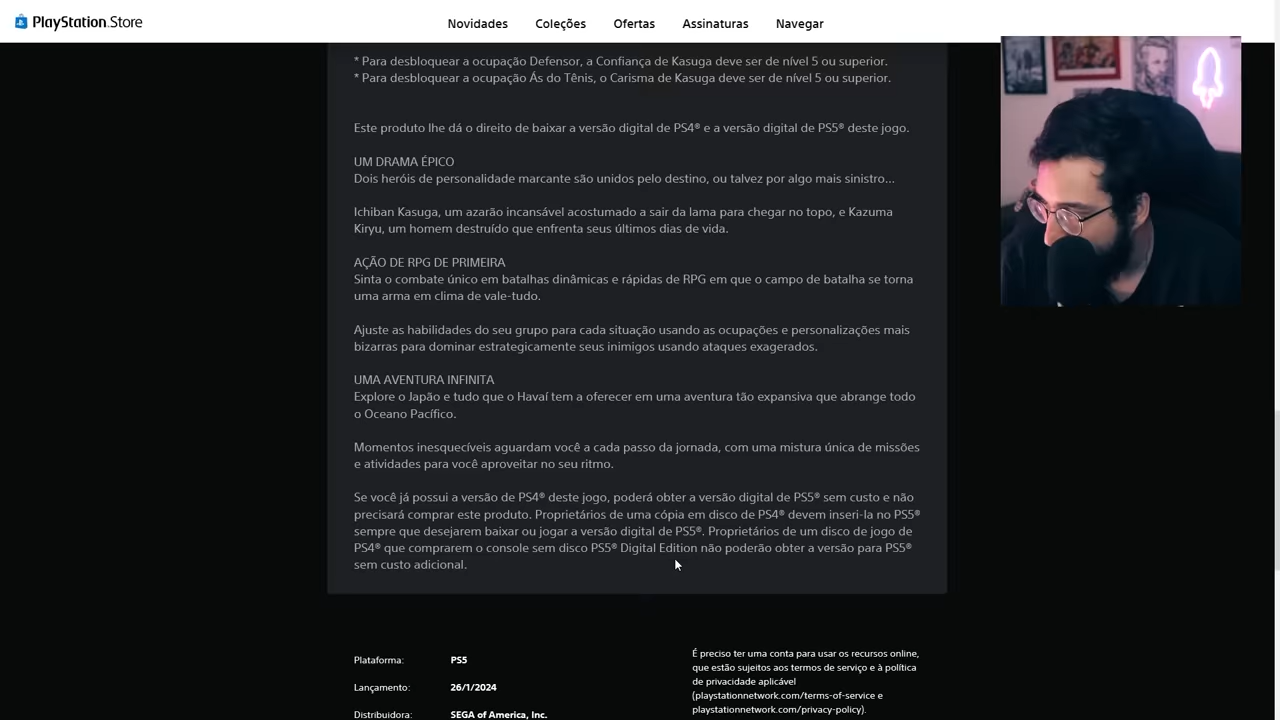 PlayStation.Store
Novidades Coleções Ofertas Assinaturas Navegar
* Para desbloquear a ocupação Defensor, a Confiança de Kasuga deve ser de nível 5 ou superior.
* Para desbloquear a ocupação Ás do Tênis, o Carisma de Kasuga deve ser de nível 5 ou superior.
Este produto lhe dá o direito de baixar a versão digital de PS4® e a versão digital de PS5® deste jogo.
UM DRAMA ÉPICO
Dois heróis de personalidade marcante são unidos pelo destino, ou talvez por algo mais sinistro...
Ichiban Kasuga, um azarão incansável acostumado a sair da lama para chegar no topo, e Kazuma
Kiryu, um homem destruído que enfrenta seus últimos dias de vida.
AÇÃO DE RPG DE PRIMEIRA
Sinta o combate único em batalhas dinâmicas e rápidas de RPG em que o campo de batalha se torna
uma arma em clima de vale-tudo.
Ajuste as habilidades do seu grupo para cada situação usando as ocupações e personalizações mais
bizarras para dominar estrategicamente seus inimigos usando ataques exagerados.
UMA AVENTURA INFINITA
Explore o Japão e tudo que o Havaí tem a oferecer em uma aventura tão expansiva que abrange todo
o Oceano Pacífico.
Momentos inesquecíveis aguardam você a cada passo da jornada, com uma mistura única de missões
e atividades para você aproveitar no seu ritmo.
Se você já possui a versão de PS4® deste jogo, poderá obter a versão digital de PS5® sem custo e não
precisará comprar este produto. Proprietários de uma cópia em disco de PS4® devem inseri-la no PS5®
sempre que desejarem baixar ou jogar a versão digital de PS5®. Proprietários de um disco de jogo de
PS4® que comprarem o console sem disco PS5® Digital Edition não poderão obter a versão para PS5®
sem custo adicional.
Plataforma: PS5
Lançamento: 26/1/2024
Distribuidora: SEGA of America, Inc.
É preciso ter uma conta para usar os recursos online,
que estão sujeitos aos termos de serviço e à política
de privacidade aplicável
(playstationnetwork.com/terms-of-service e
playstationnetwork.com/privacy-policy).